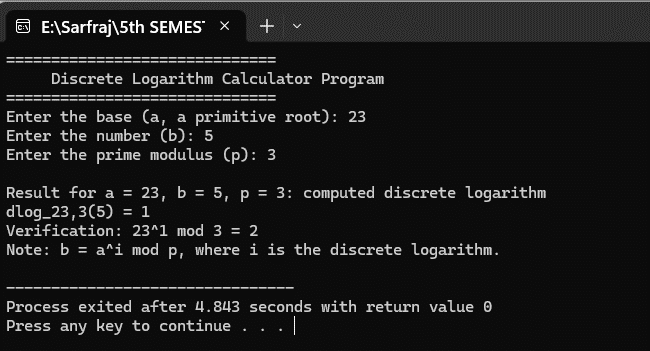 E:\Sarfraj\5th SEMES
==============================
Discrete Logarithm Calculator Program
==============================
Enter the base (a, a primitive root): 23
Enter the number (b): 5
Enter the prime modulus (p): 3
Result for a = 23, b = 5, p = 3: computed discrete logarithm
dlog_23,3(5) = 1
Verification: 23^1 mod 3 = 2
Note: b = a^i mod p, where i is the discrete logarithm.
--------------------------------
Process exited after 4.843 seconds with return value 0
Press any key to continue . . .